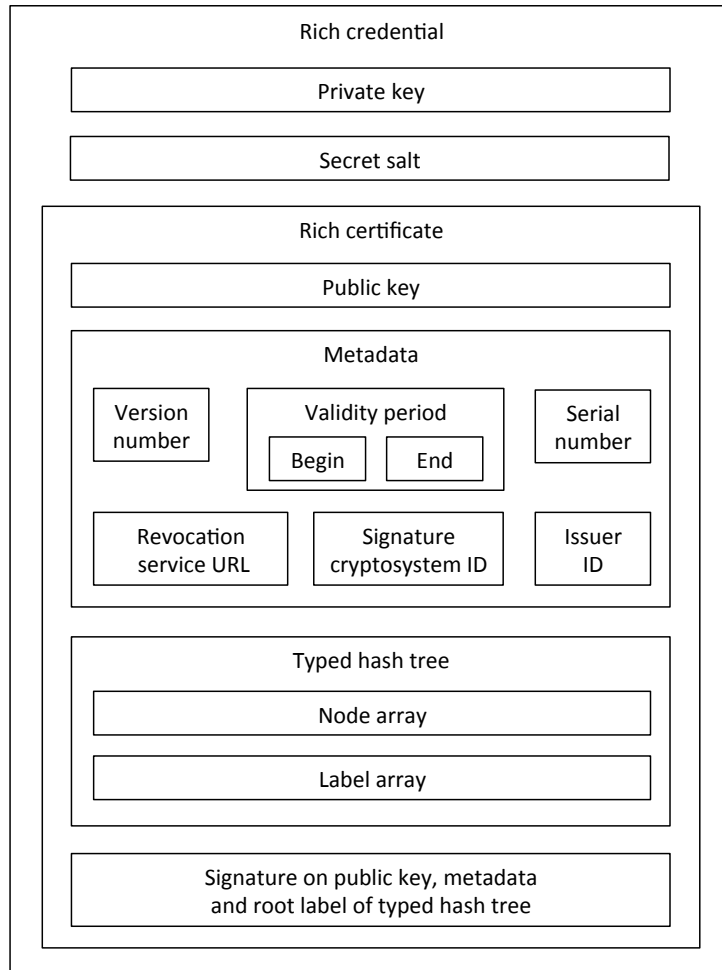 Rich credential
Private key
Secret salt
Rich certificate
Public key
Metadata
Version
number
Validity period
Begin
End
Serial
number
Revocation
service URL
Signature
cryptosystem ID
Issuer
ID
Typed hash tree
Node array
Label array
Signature on public key, metadata
and root label of typed hash tree